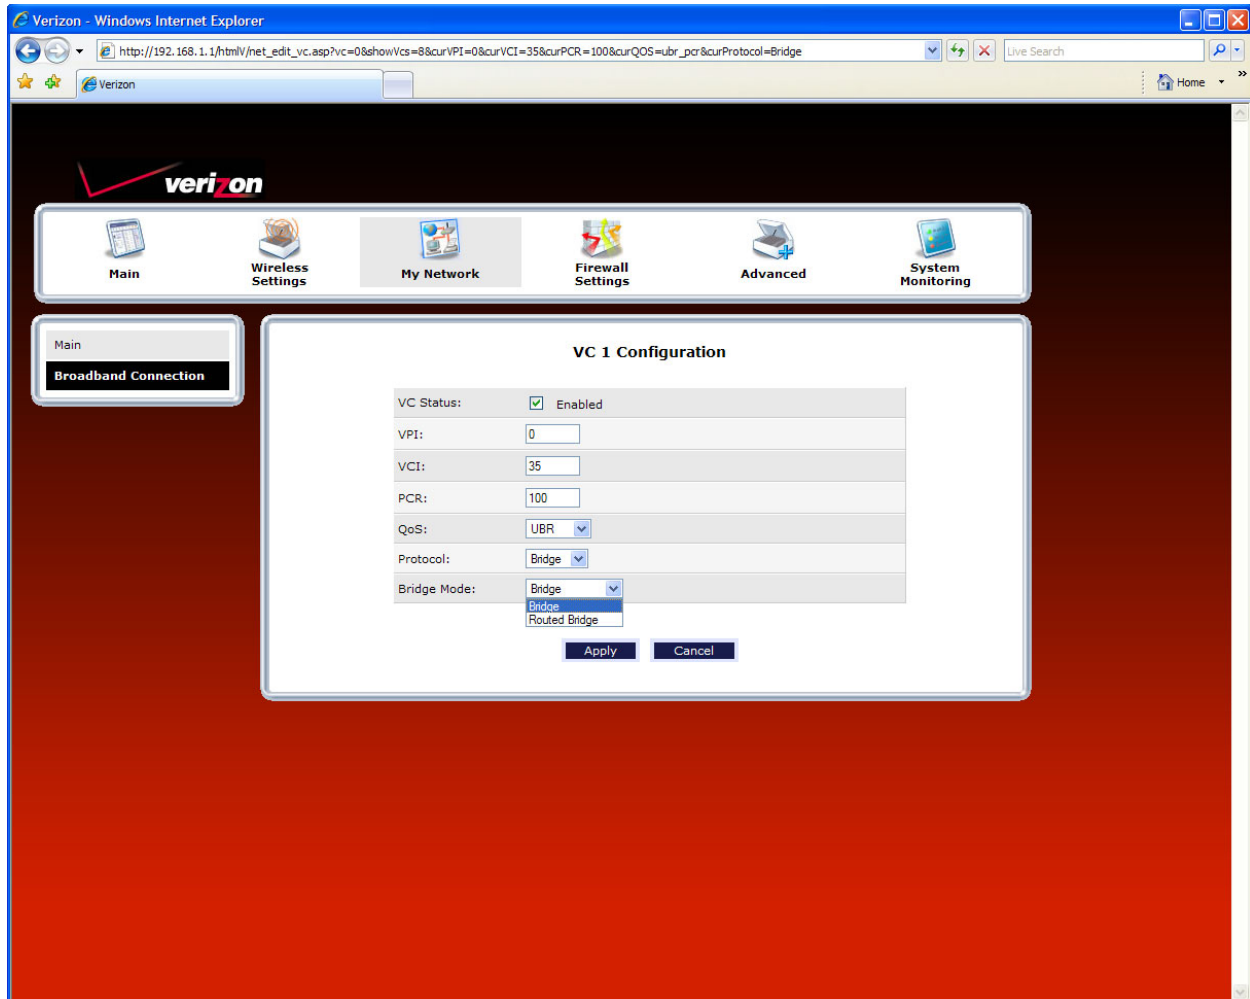 Verizon - Windows Internet Explorer
http://192.168.1.1/htmlV/net_edit_vc.asp?vc=0&showVcs=8&curVPI=0&curVCI=35&curPCR=100&curQOS=ubr_pcr&curProtocol=Bridge
Live Search
Verizon
Home
»
verizon
Main
Wireless Settings
My Network
Firewall Settings
Advanced
System Monitoring
Main
Broadband Connection
VC 1 Configuration
VC Status: Enabled
VPI: 0
VCI: 35
PCR: 100
QoS: UBR
Protocol: Bridge
Bridge Mode: Bridge
Bridge
Routed Bridge
Apply Cancel